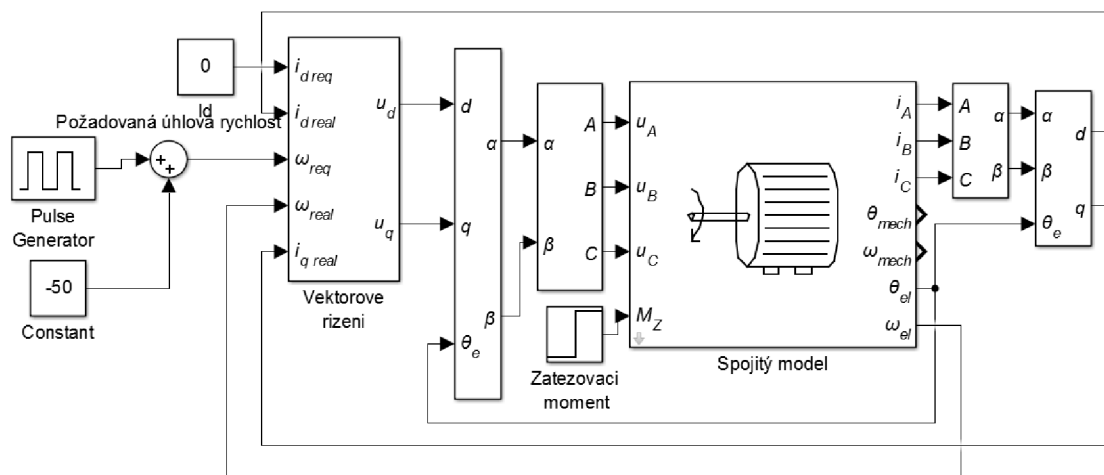 0
Id
Požadovaná úhlová rychlost
Pulse
Generator
-50
Constant
i_d req
i_d real
ω_req
ω_real
i_q real
u_d
u_q
Vektorove
rizeni
d
q
θ_e
α
β
α
β
A
B
C
u_A
u_B
u_C
M_Z
Zatezovaci
moment
i_A
i_B
i_C
θ_mech
ω_mech
θ_el
ω_el
Spojitý model
A
B
C
α
β
α
β
θ_e
d
q